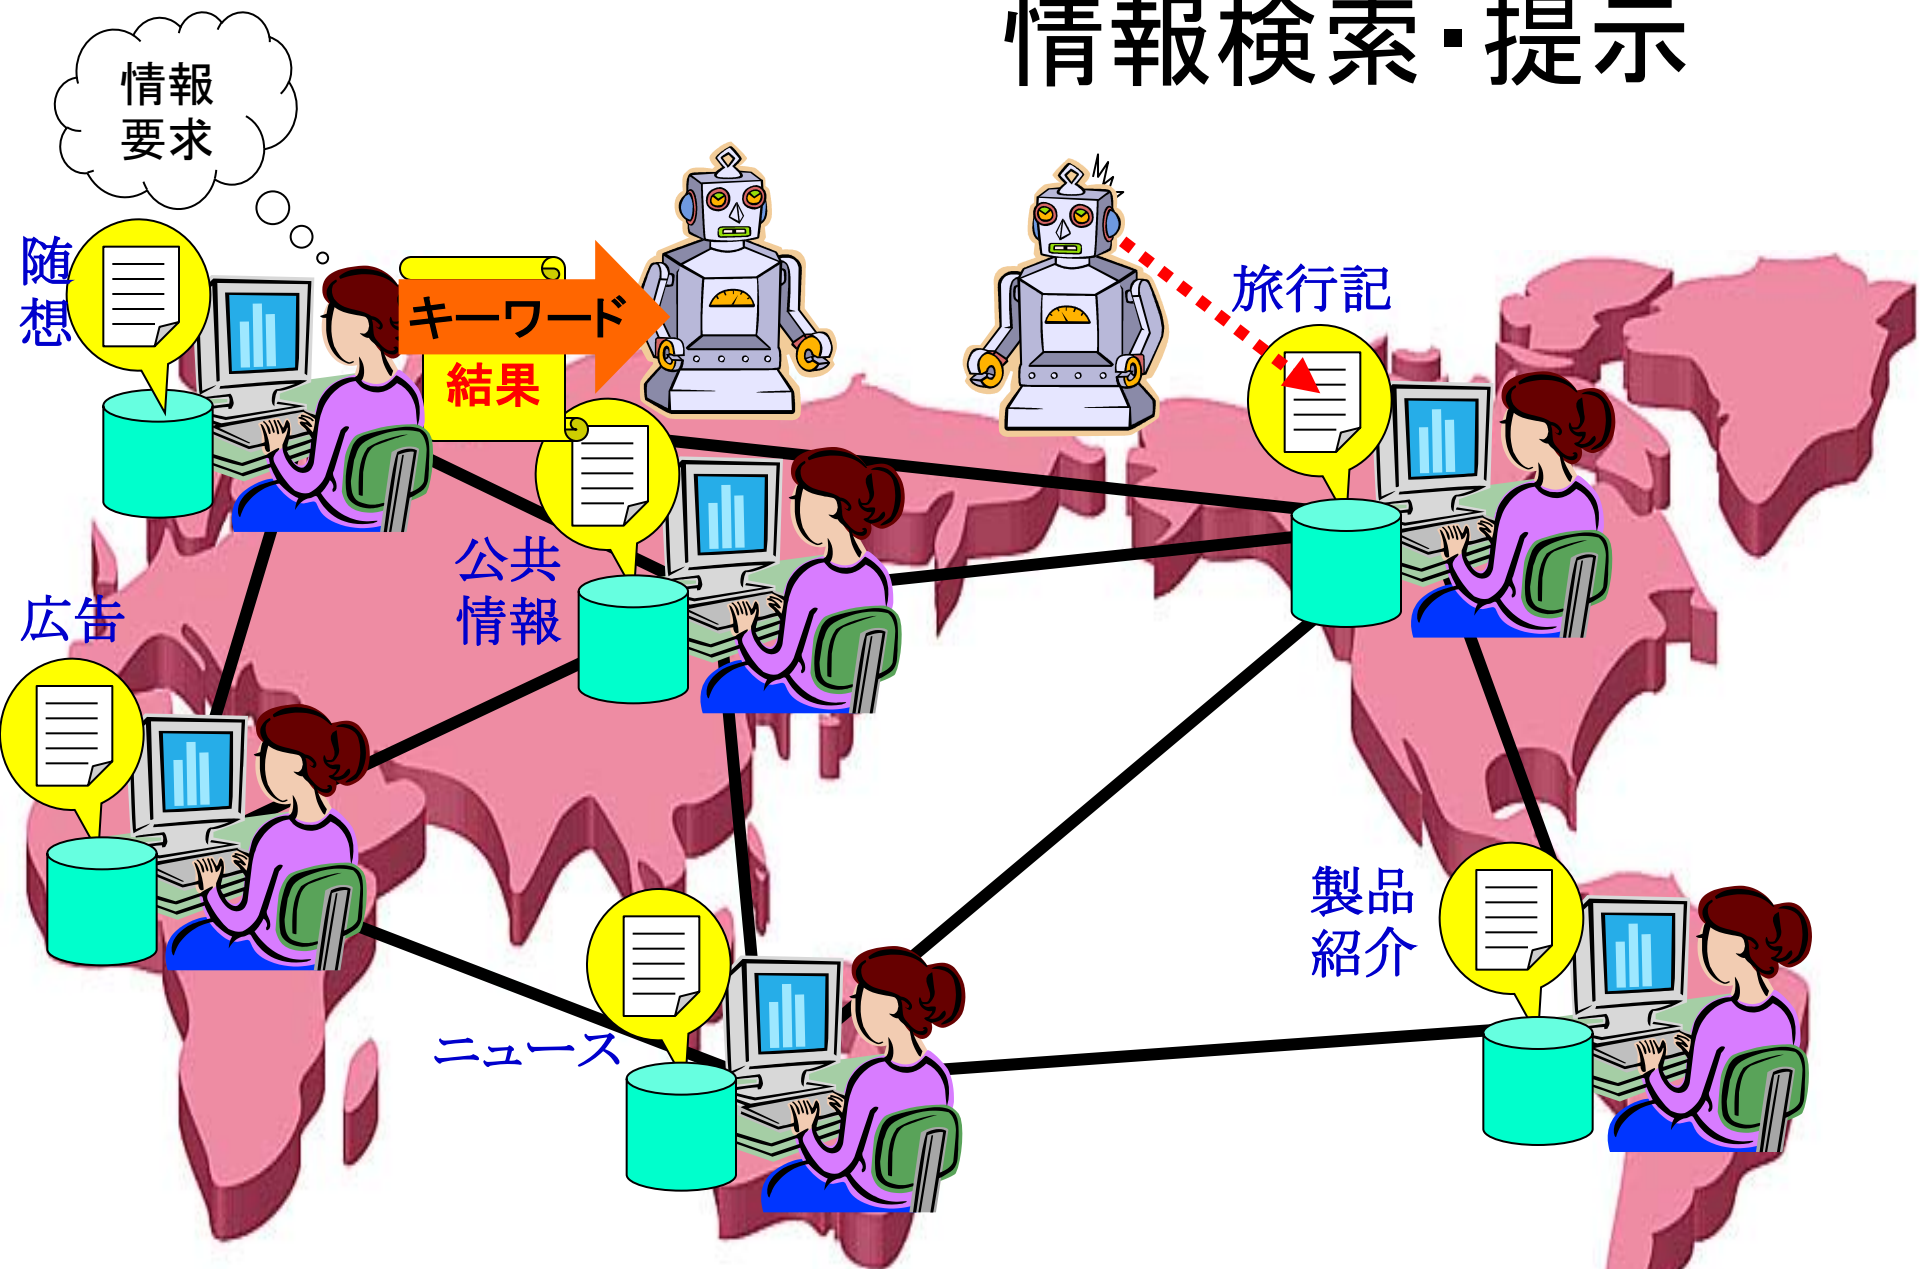 情報検索・提示
情報
要求
随
想
キーワード
結果
旅行記
公共
情報
広告
製品
紹介
ニュース